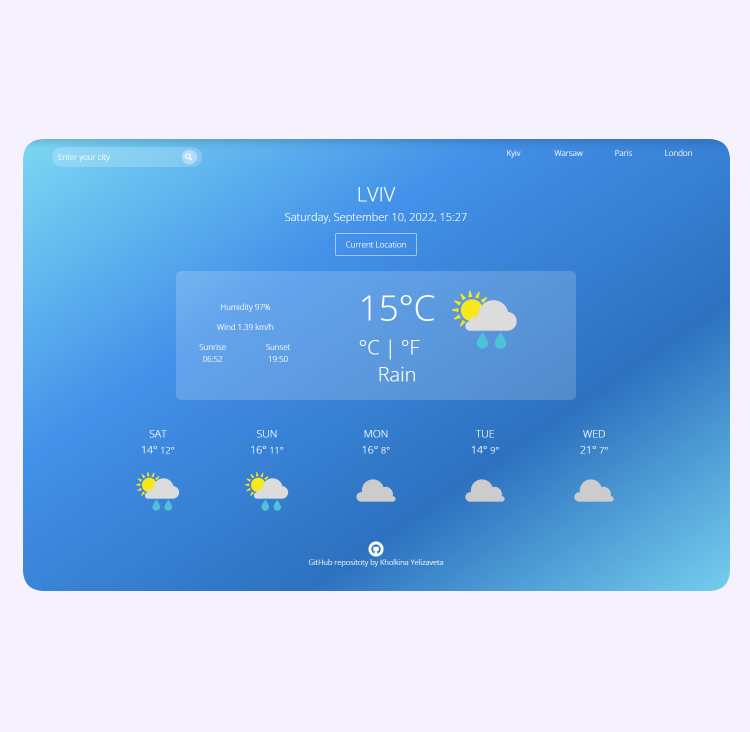 Enter your city
Kyiv Warsaw Paris London
LVIV
Saturday, September 10, 2022, 15:27
Current Location
Humidity 97%
Wind 1.39 km/h
Sunrise Sunset
06:52 19:50
15°C
°C | °F
Rain
SAT SUN MON TUE WED
14° 12° 16° 11° 16° 8° 14° 9° 21° 7°
GitHub repositoty by Kholkina Yelizaveta